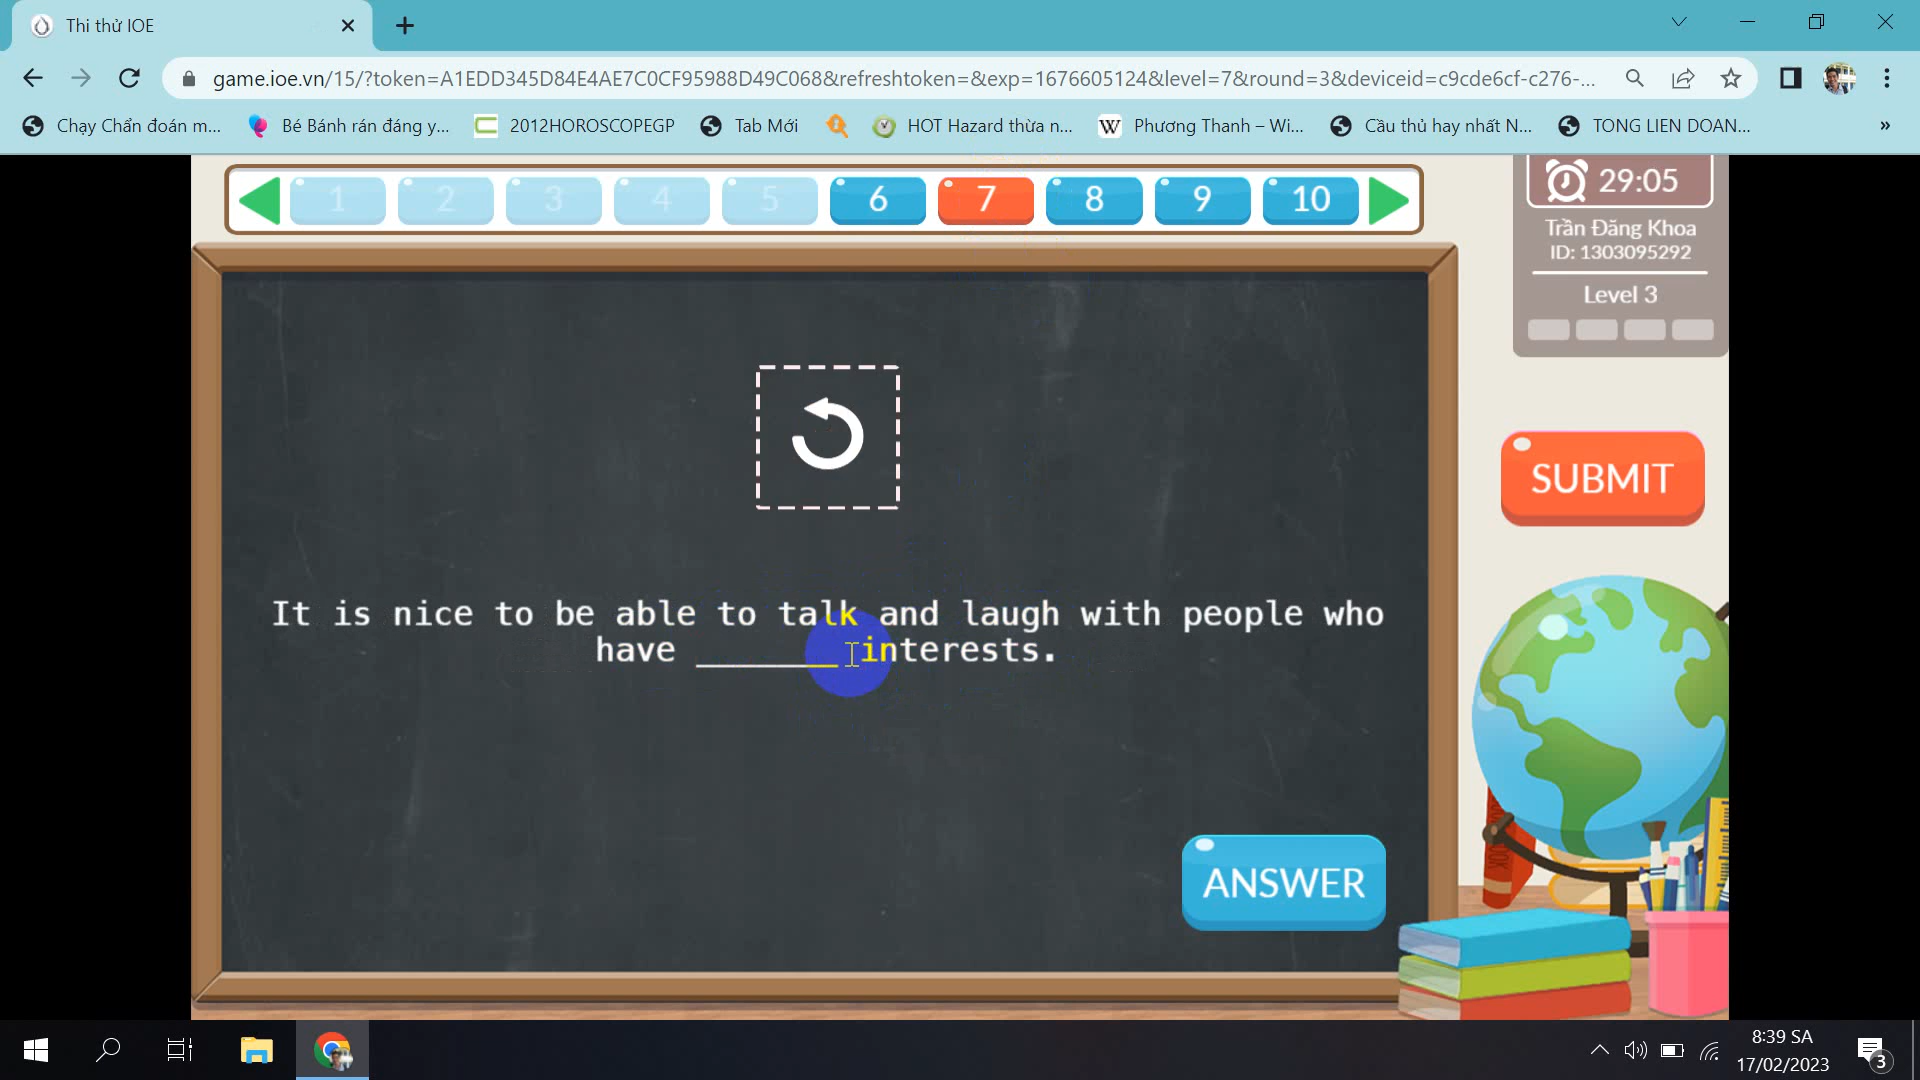 Thi thử IOE
game.ioe.vn/15/?token=A1EDD345D84E4AE7C0CF95988D49C068&refreshtoken=&exp=1676605124&level=7&round=3&deviceid=c9cde6cf-c276-...
Chạy Chẩn đoán m...
Bé Bánh rán đáng y...
2012HOROSCOPEGP
Tab Mới
HOT Hazard thừa n...
W Phương Thanh – Wi...
Cầu thủ hay nhất N...
TONG LIEN DOAN...
»
1 2 3 4 5 6 7 8 9 10
29:05
Trần Đăng Khoa
ID: 1303095292
Level 3
SUBMIT
It is nice to be able to talk and laugh with people who
have _______ interests.
ANSWER
8:39 SA
17/02/2023
3